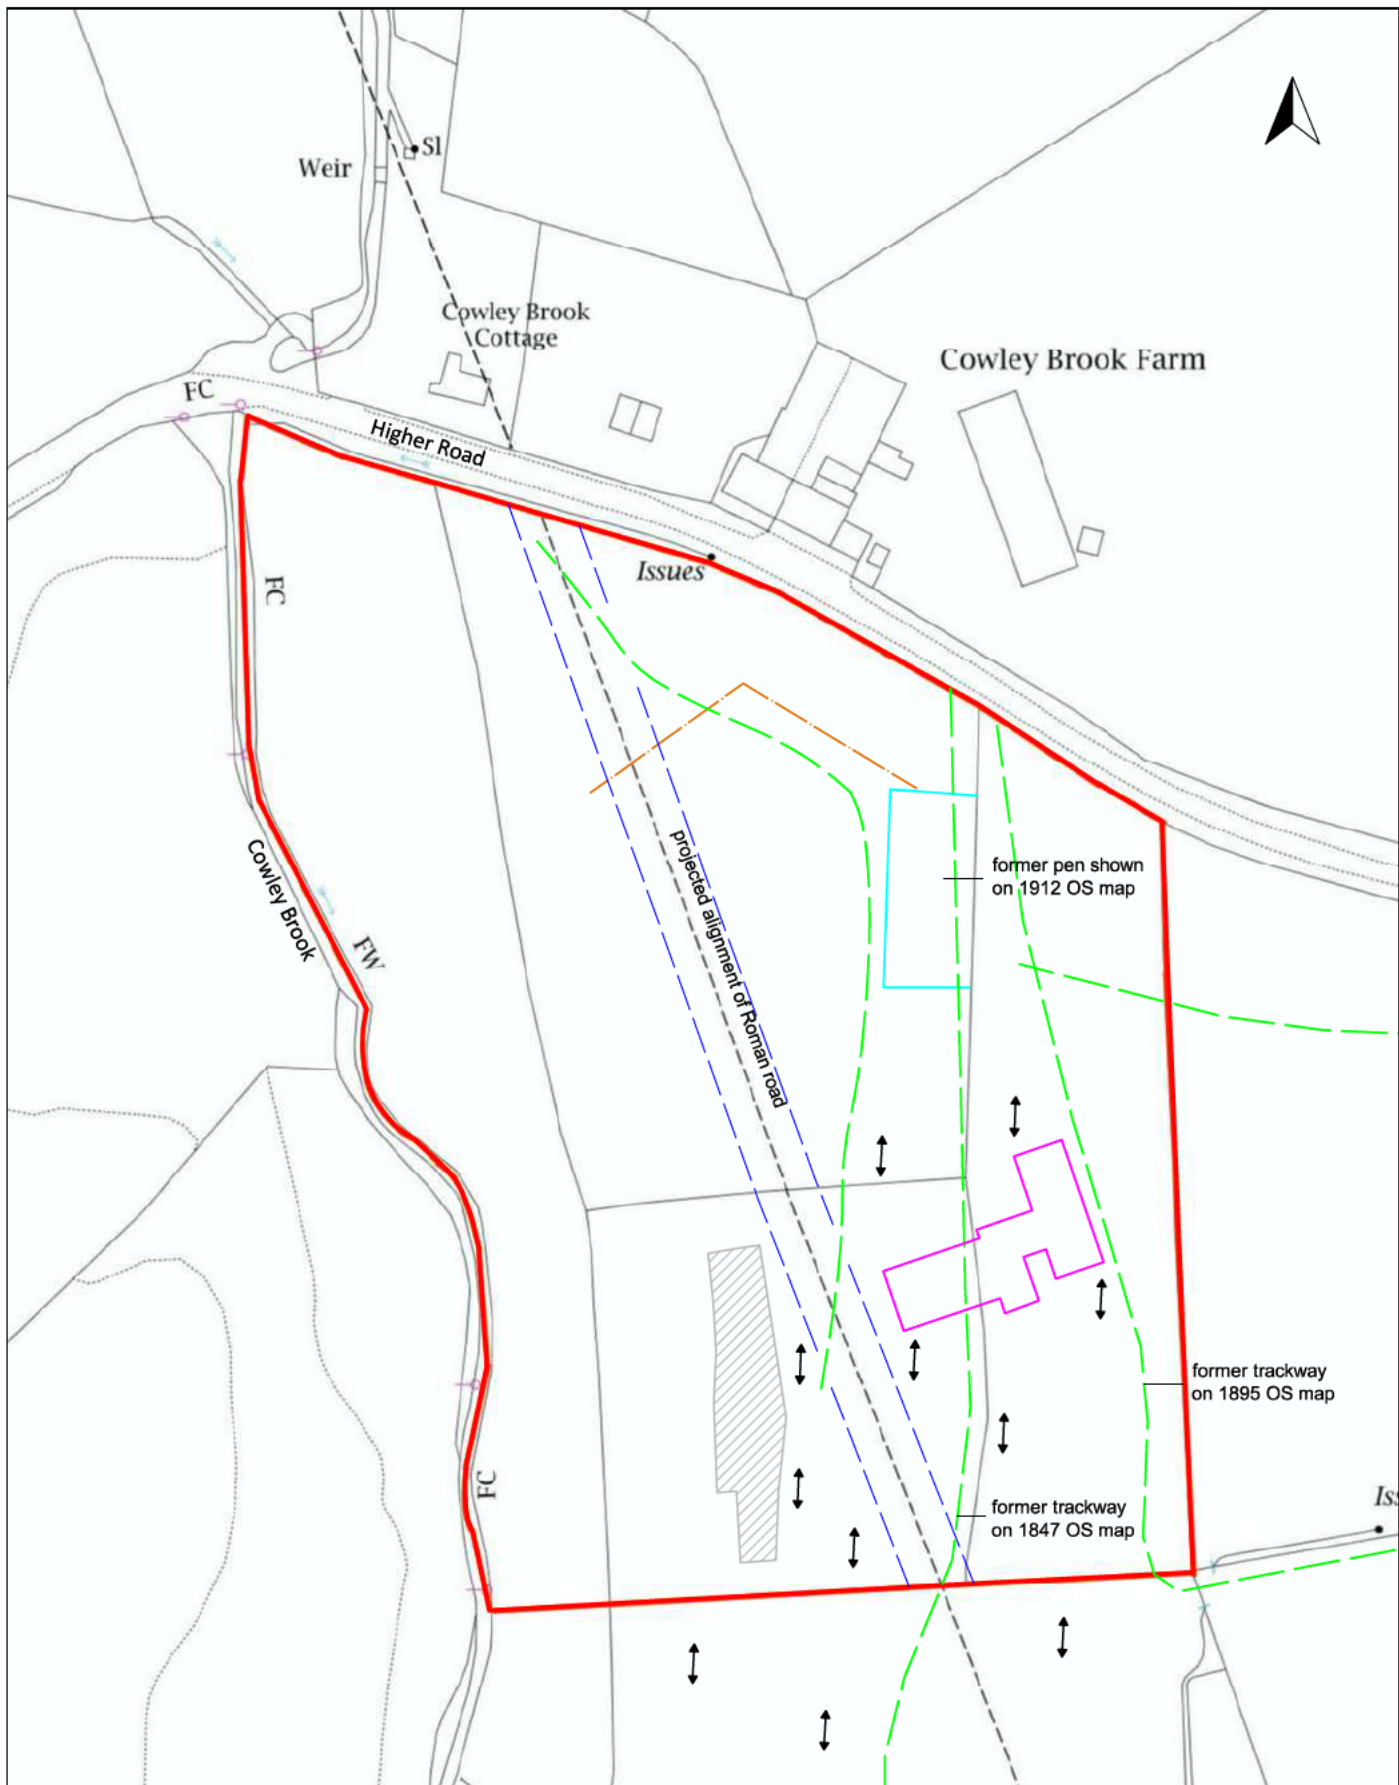 Sl
Weir
Cowley Brook
Cottage
Cowley Brook Farm
FC
Higher Road
Issues
FC
projected alignment of Roman road
former pen shown
on 1912 OS map
Cowley Brook
FW
former trackway
on 1895 OS map
FC
former trackway
on 1847 OS map
Iss